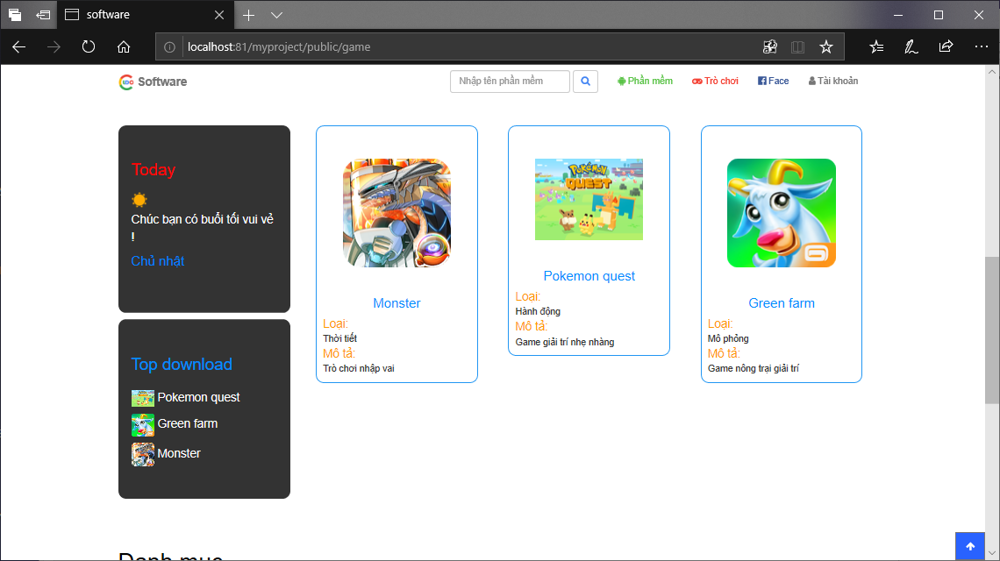 software
localhost:81/myproject/public/game
UDO Software
Nhập tên phần mềm
Phần mềm
Trò chơi
Face
Tài khoản
Today
Chúc bạn có buổi tối vui vẻ
!
Chủ nhật
Top download
Pokemon quest
Green farm
Monster
Monster
Loại:
Thời tiết
Mô tả:
Trò chơi nhập vai
POKÉMON
QUEST
Pokemon quest
Loại:
Hành động
Mô tả:
Game giải trí nhẹ nhàng
Green farm
Loại:
Mô phỏng
Mô tả:
Game nông trại giải trí
Danh mục